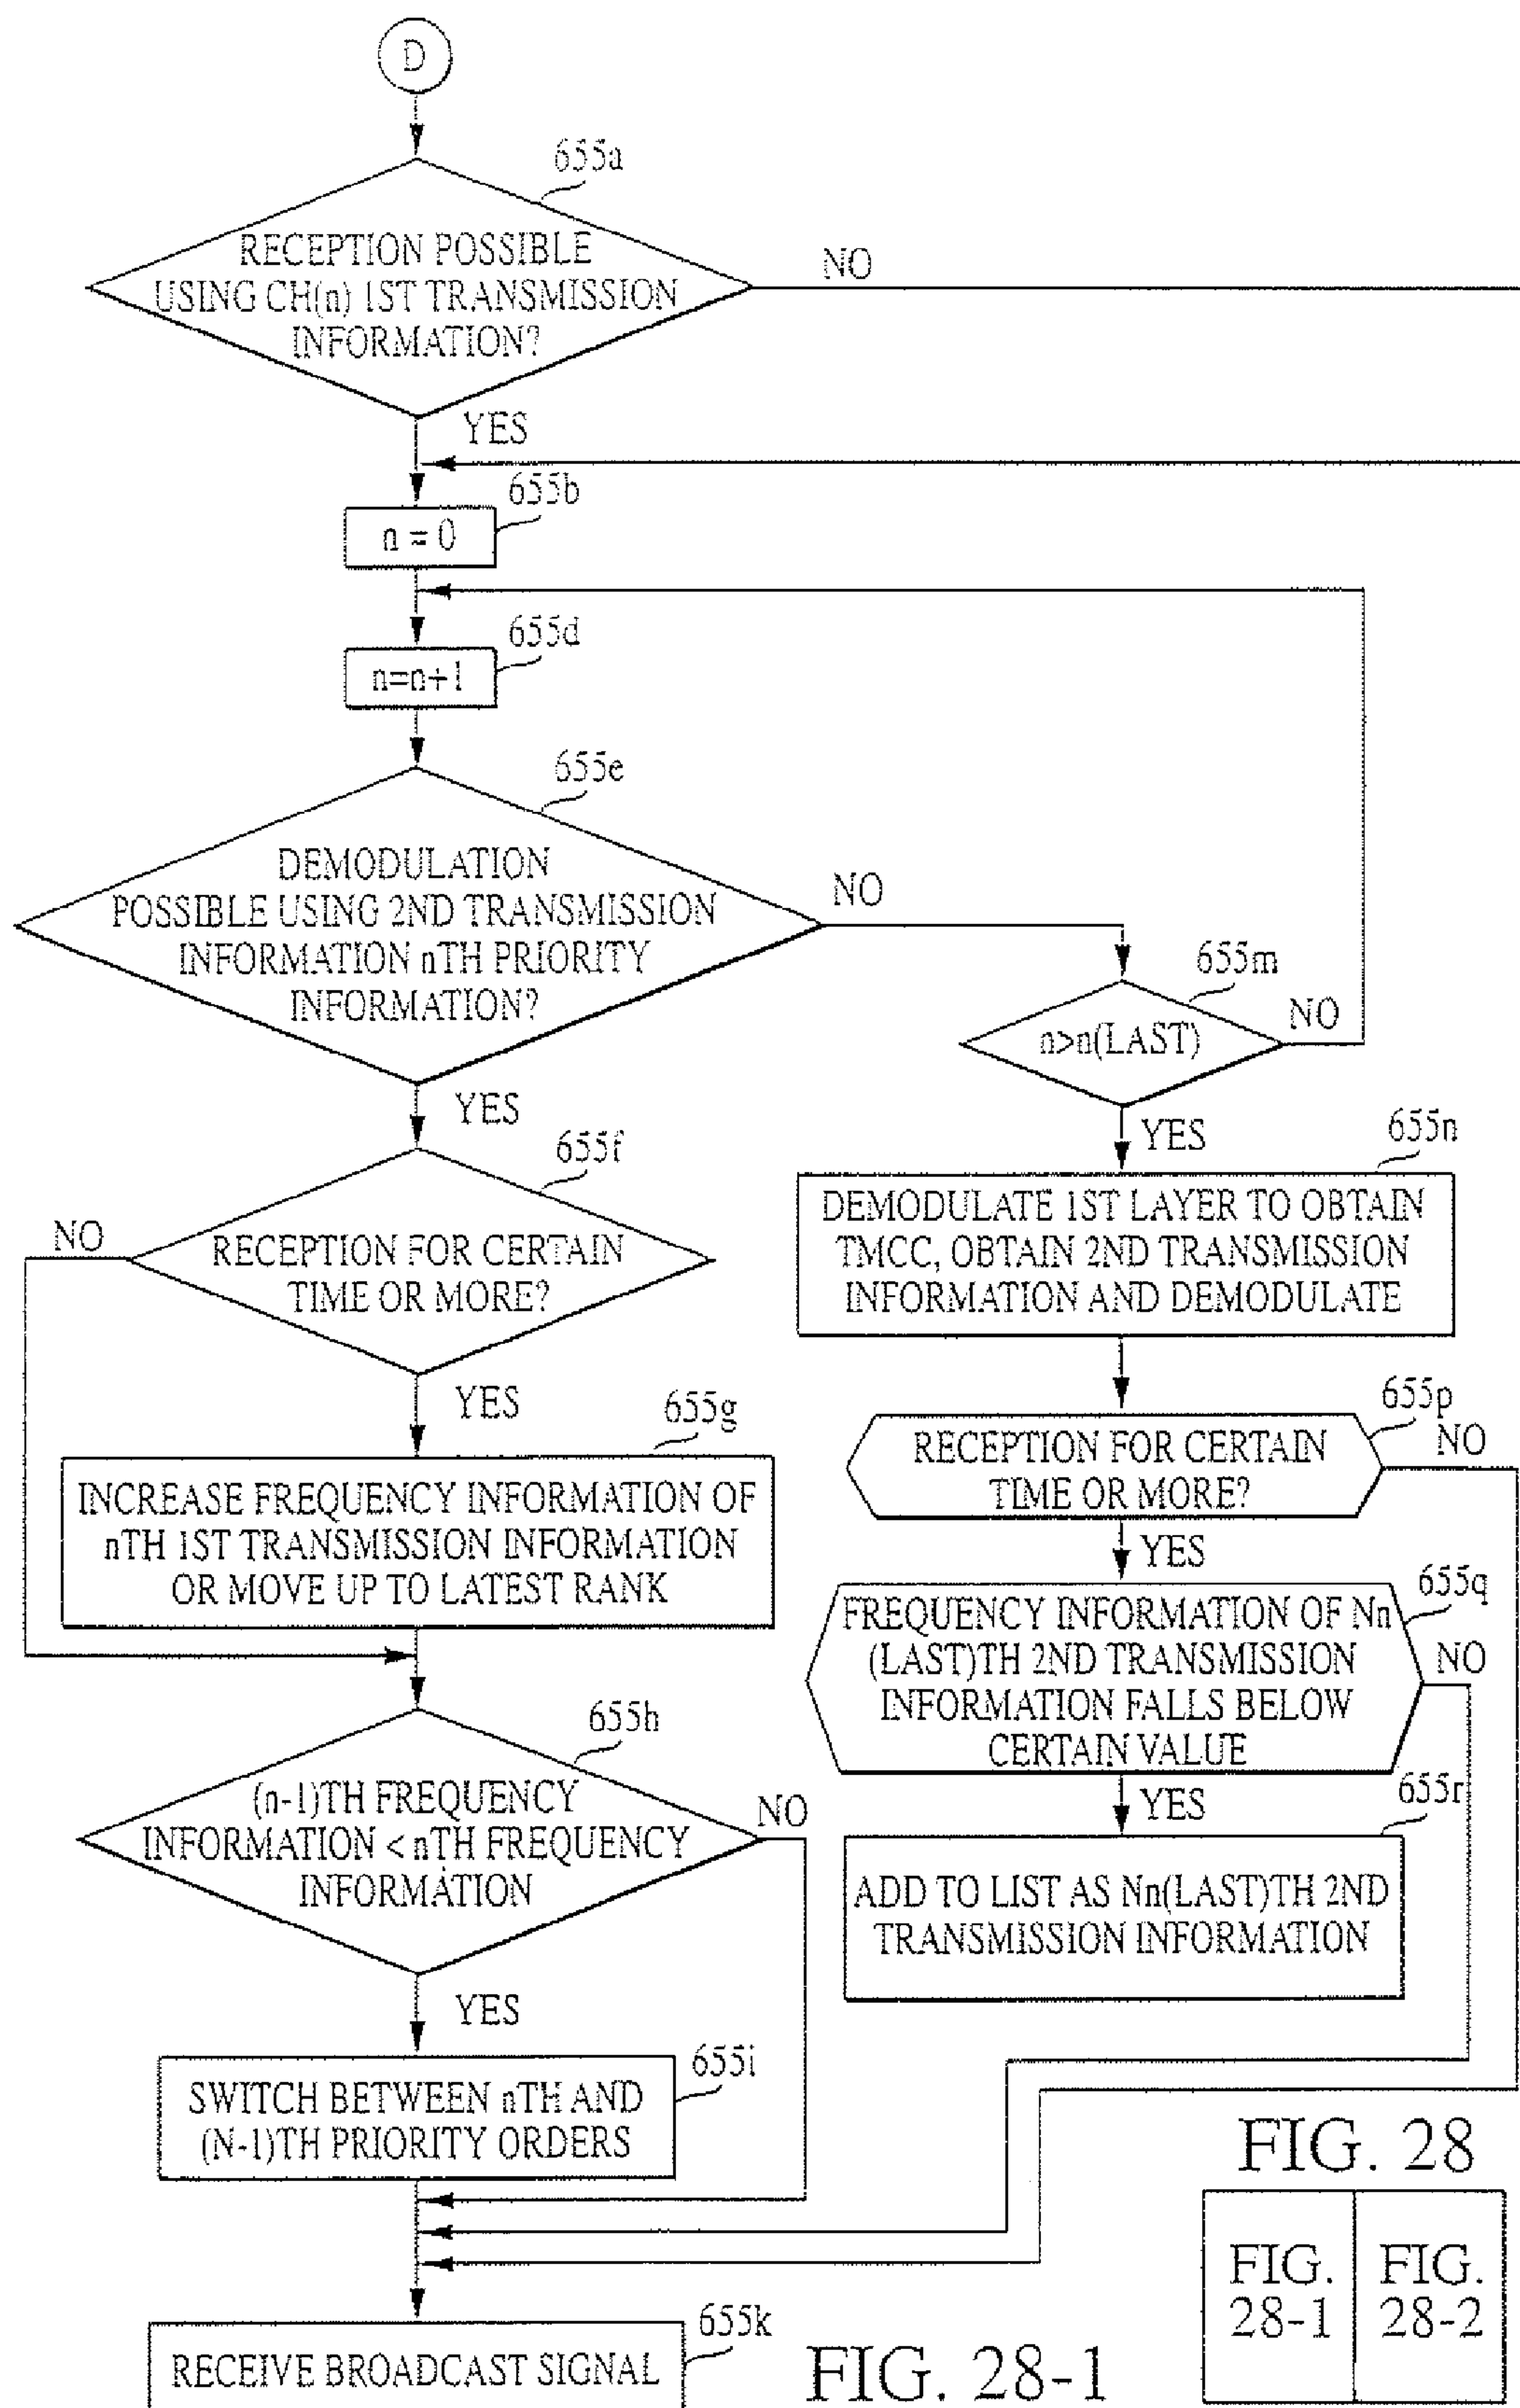 D
655a
RECEPTION POSSIBLE
USING CH(n) 1ST TRANSMISSION
INFORMATION?
NO
YES
655b
n = 0
655d
n=n+1
655e
DEMODULATION
POSSIBLE USING 2ND TRANSMISSION
INFORMATION nTH PRIORITY
INFORMATION?
NO
YES
655m
n>n(LAST)
NO
YES
655f
RECEPTION FOR CERTAIN
TIME OR MORE?
NO
YES
655g
INCREASE FREQUENCY INFORMATION OF
nTH 1ST TRANSMISSION INFORMATION
OR MOVE UP TO LATEST RANK
655h
(n-1)TH FREQUENCY
INFORMATION < nTH FREQUENCY
INFORMATION
NO
YES
655i
SWITCH BETWEEN nTH AND
(N-1)TH PRIORITY ORDERS
655n
DEMODULATE 1ST LAYER TO OBTAIN
TMCC, OBTAIN 2ND TRANSMISSION
INFORMATION AND DEMODULATE
655p
RECEPTION FOR CERTAIN
TIME OR MORE?
NO
YES
655q
FREQUENCY INFORMATION OF Nn
(LAST)TH 2ND TRANSMISSION
INFORMATION FALLS BELOW
CERTAIN VALUE
NO
YES
655r
ADD TO LIST AS Nn(LAST)TH 2ND
TRANSMISSION INFORMATION
655k
RECEIVE BROADCAST SIGNAL
FIG. 28-1
FIG. 28
FIG.
28-1
FIG.
28-2